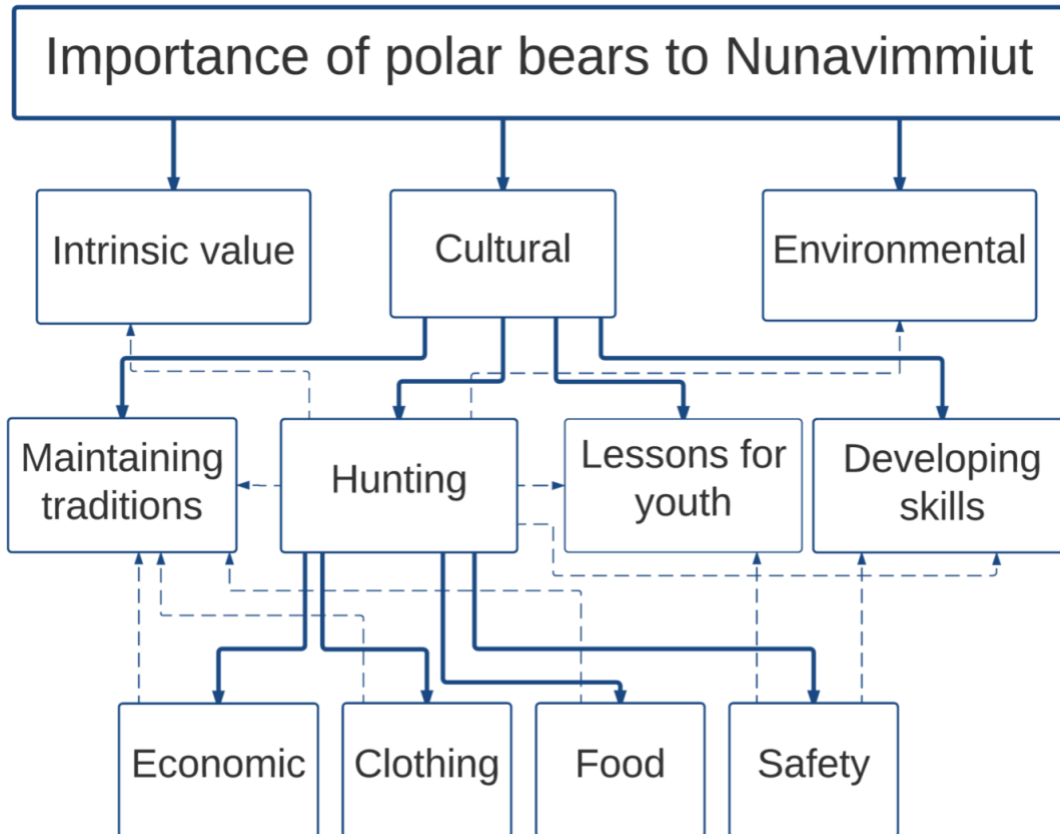 Importance of polar bears to Nunavimmiut
Intrinsic value
Cultural
Environmental
Maintaining
traditions
Hunting
Lessons for
youth
Developing
skills
Economic
Clothing
Food
Safety